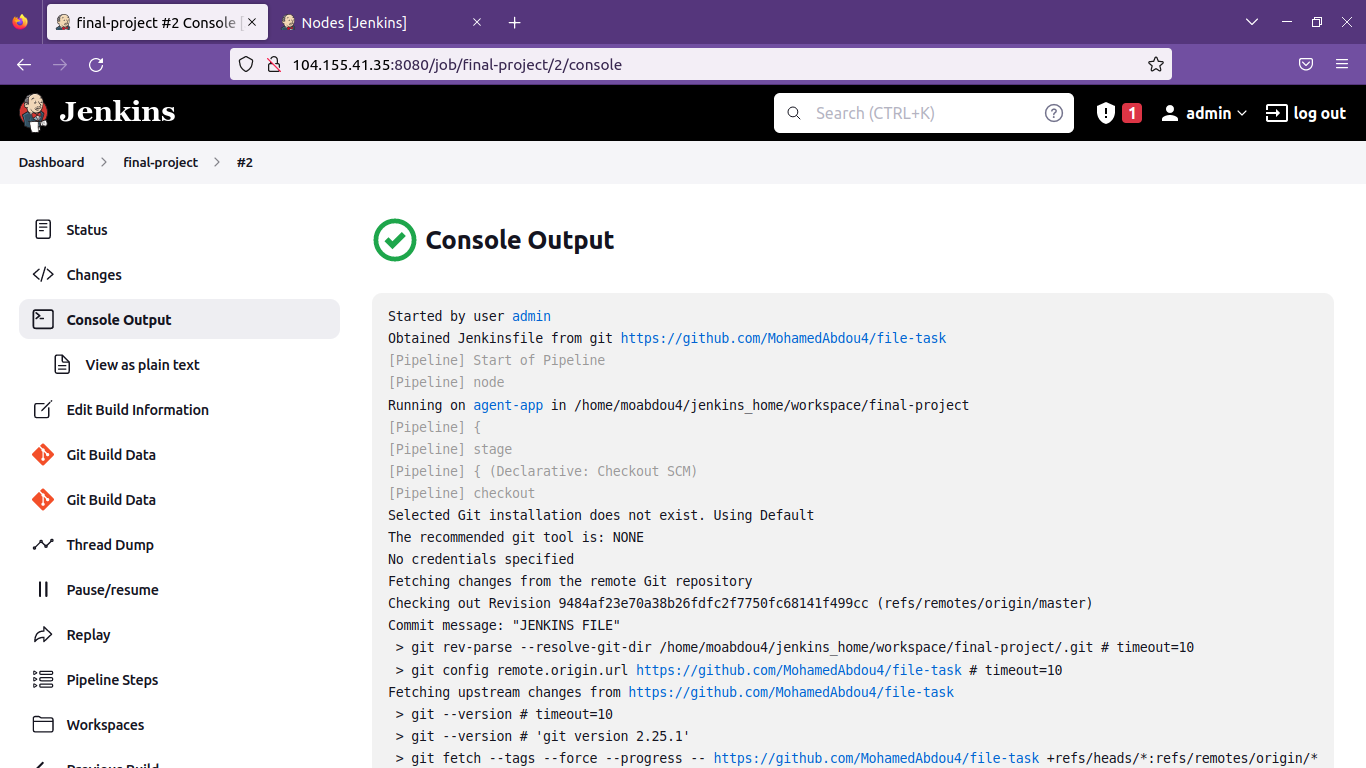 final-project #2 Console [
Nodes [Jenkins]
104.155.41.35:8080/job/final-project/2/console
Jenkins
Search (CTRL+K)
1
admin
log out
Dashboard
final-project
#2
Status
Changes
Console Output
View as plain text
Edit Build Information
Git Build Data
Git Build Data
Thread Dump
Pause/resume
Replay
Pipeline Steps
Workspaces
Previous Build
Console Output
Started by user admin
Obtained Jenkinsfile from git https://github.com/MohamedAbdou4/file-task
[Pipeline] Start of Pipeline
[Pipeline] node
Running on agent-app in /home/moabdou4/jenkins_home/workspace/final-project
[Pipeline] {
[Pipeline] stage
[Pipeline] { (Declarative: Checkout SCM)
[Pipeline] checkout
Selected Git installation does not exist. Using Default
The recommended git tool is: NONE
No credentials specified
Fetching changes from the remote Git repository
Checking out Revision 9484af23e70a38b26fdfc2f7750fc68141f499cc (refs/remotes/origin/master)
Commit message: "JENKINS FILE"
> git rev-parse --resolve-git-dir /home/moabdou4/jenkins_home/workspace/final-project/.git # timeout=10
> git config remote.origin.url https://github.com/MohamedAbdou4/file-task # timeout=10
Fetching upstream changes from https://github.com/MohamedAbdou4/file-task
> git --version # timeout=10
> git --version # 'git version 2.25.1'
> git fetch --tags --force --progress -- https://github.com/MohamedAbdou4/file-task +refs/heads/*:refs/remotes/origin/*